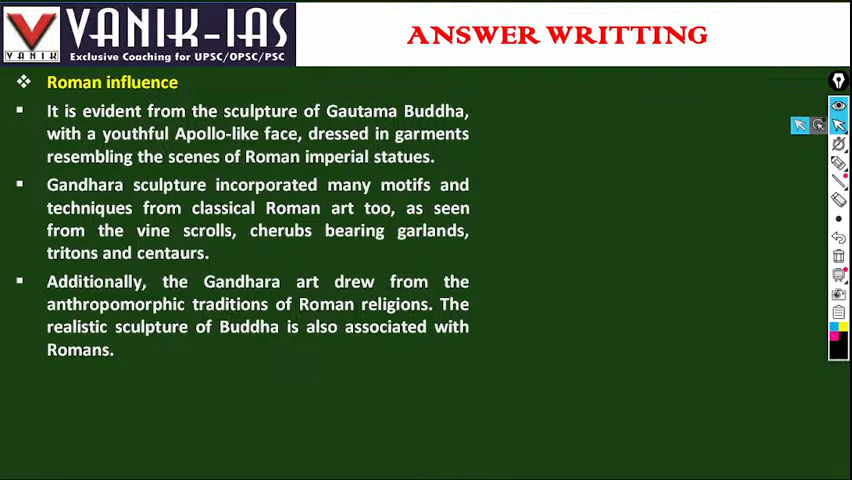 VANIK-IAS
VANIK
Exclusive Coaching for UPSC/OPSC/PSC
ANSWER WRITTING
❖ Roman influence
▪ It is evident from the sculpture of Gautama Buddha,
with a youthful Apollo-like face, dressed in garments
resembling the scenes of Roman imperial statues.
▪ Gandhara sculpture incorporated many motifs and
techniques from classical Roman art too, as seen
from the vine scrolls, cherubs bearing garlands,
tritons and centaurs.
▪ Additionally, the Gandhara art drew from the
anthropomorphic traditions of Roman religions. The
realistic sculpture of Buddha is also associated with
Romans.